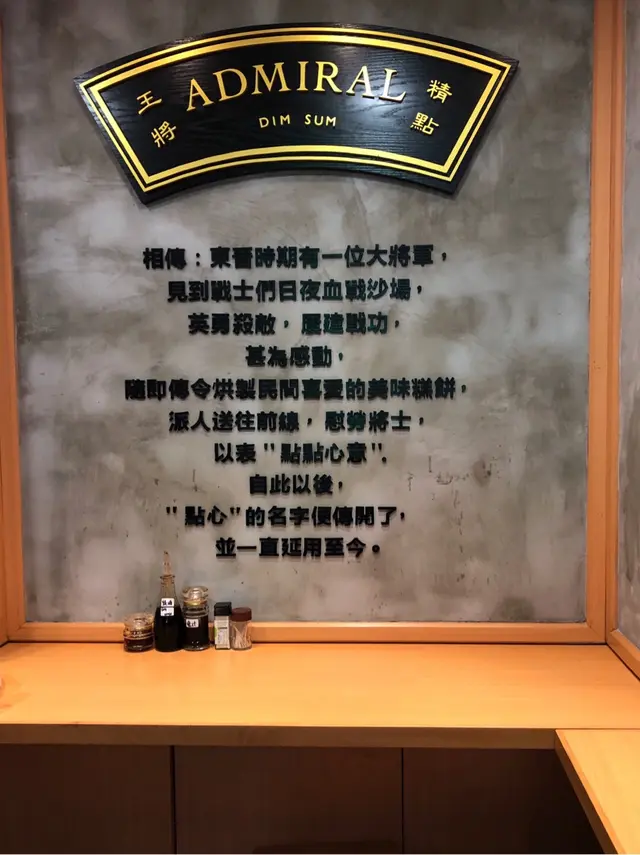 王將 ADMIRAL 精點
DIM SUM
相傳：東晉時期有一位大將軍，
見到戰士們日夜血戰沙場，
英勇殺敵，屢建戰功，
甚為感動，
隨即傳令烘製民間喜愛的美味糕餅，
派人送往前線，慰勞將士，
以表"點點心意"．
自此以後，
"點心"的名字便傳開了，
並一直延用至今。